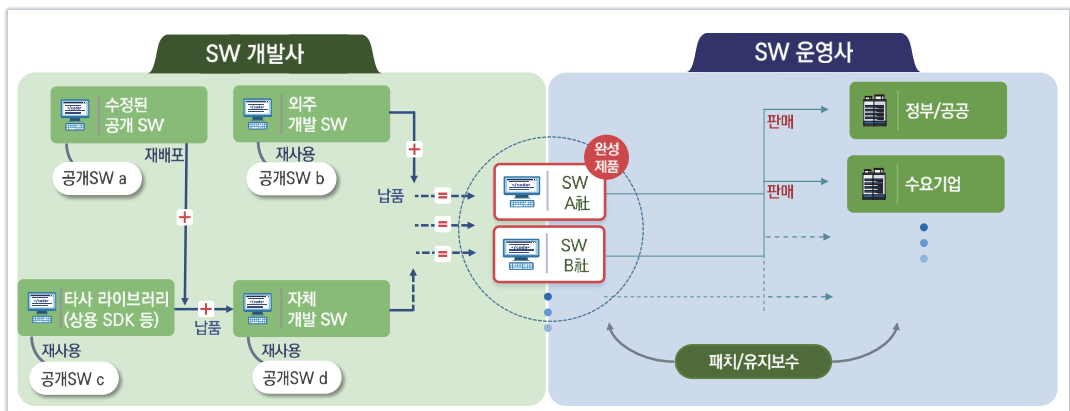 SW 개발사
SW 운영사
수정된
공개 SW
외주
개발 SW
재배포
공개SW a
재사용
공개SW b
납품
완성
제품
SW
A社
SW
B社
판매
정부/공공
판매
수요기업
타사 라이브러리
(상용 SDK 등)
납품
자체
개발 SW
재사용
공개SW c
재사용
공개SW d
패치/유지보수